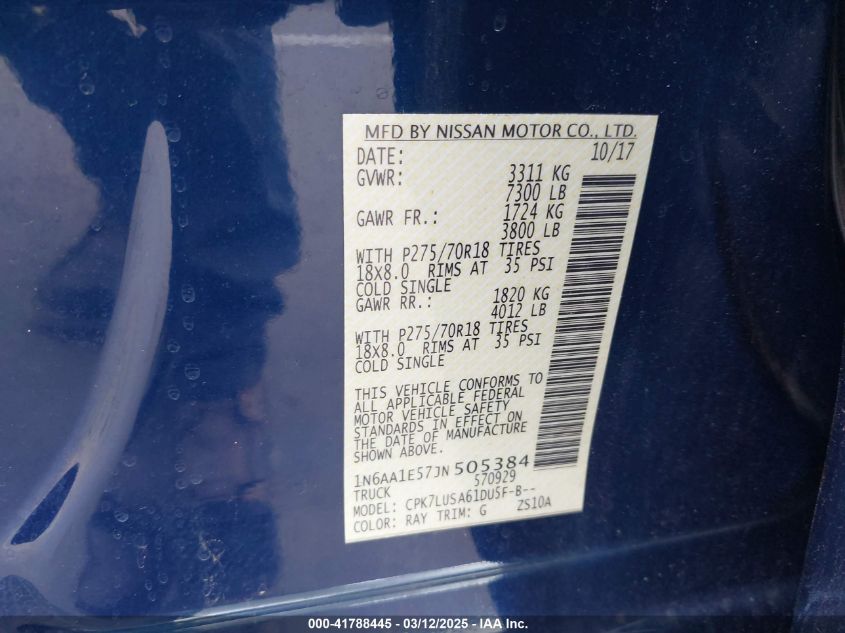 MFD BY NISSAN MOTOR CO., LTD.
DATE: 10/17
GVWR: 3311 KG
7300 LB
GAWR FR.: 1724 KG
3800 LB
WITH P275/70R18 TIRES
18X8.0 RIMS AT 35 PSI
COLD SINGLE
GAWR RR.: 1820 KG
4012 LB
WITH P275/70R18 TIRES
18X8.0 RIMS AT 35 PSI
COLD SINGLE
THIS VEHICLE CONFORMS TO
ALL APPLICABLE FEDERAL
MOTOR VEHICLE SAFETY
STANDARDS IN EFFECT ON
THE DATE OF MANUFACTURE
SHOWN ABOVE.
1N6AA1E57JN505384
TRUCK 570929
MODEL: CPK7LUSA61DU5F-B--
COLOR: RAY TRIM: G ZS10A
000-41788445 - 03/12/2025 - IAA Inc.